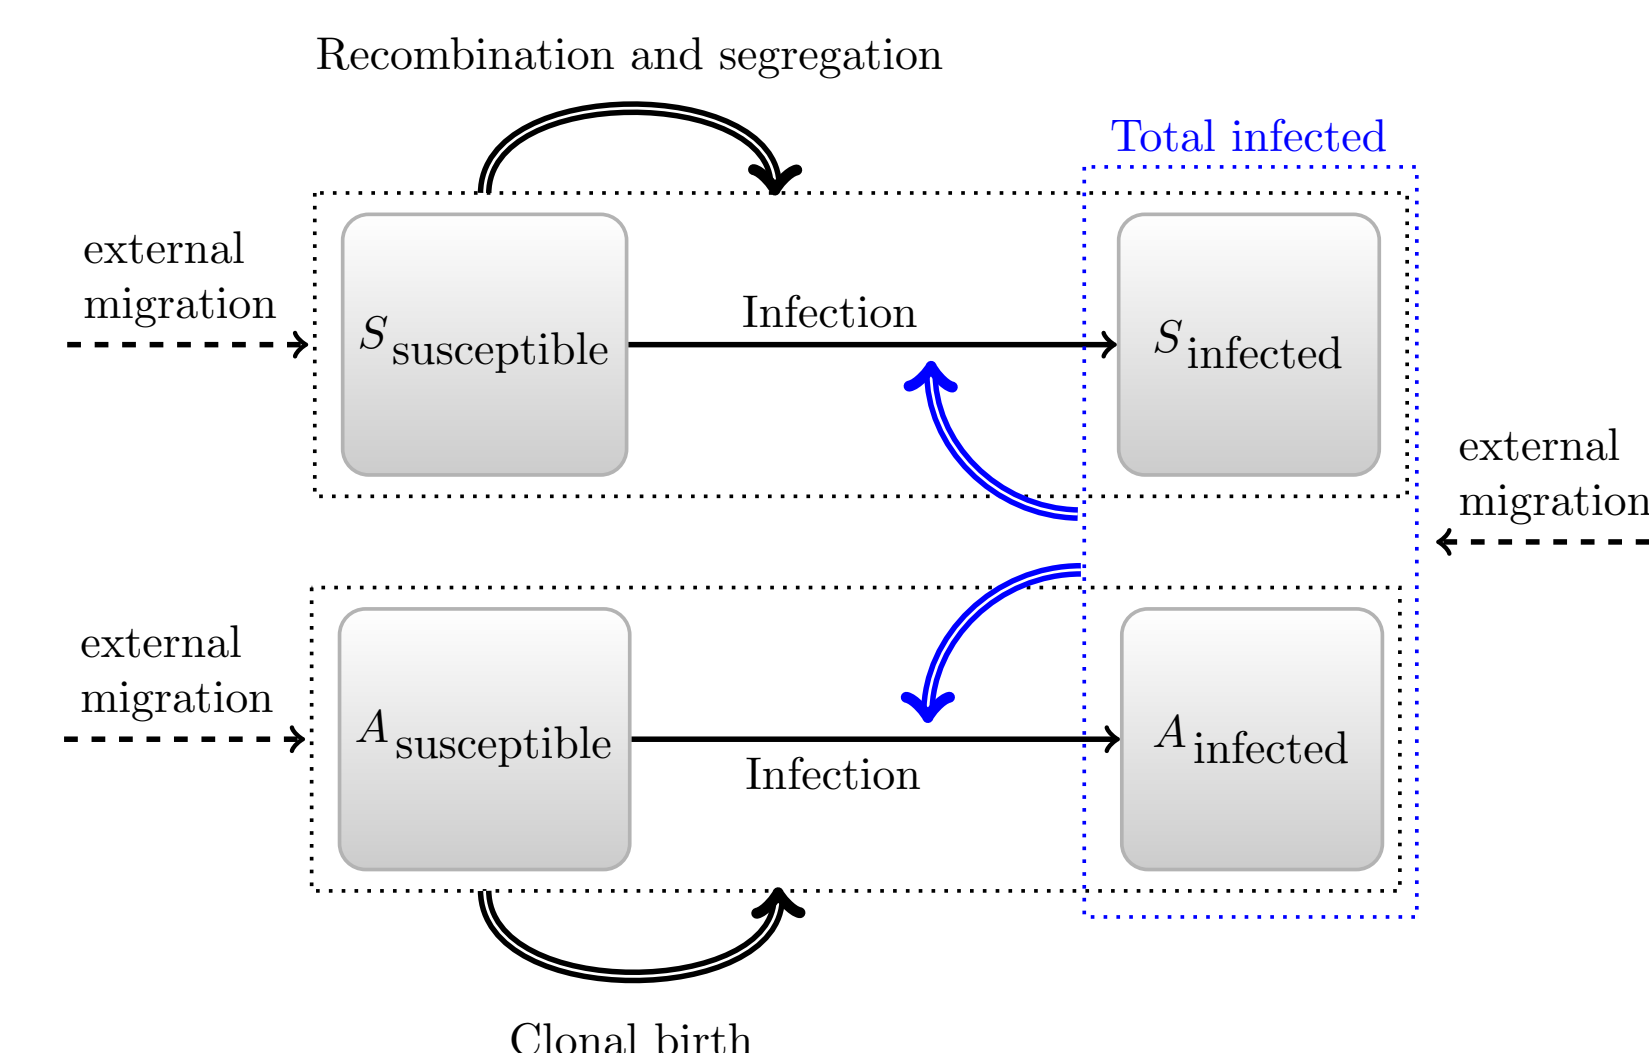 Recombination and segregation
Total infected
external
migration
S susceptible
Infection
S infected
external
migration
external
migration
A susceptible
Infection
A infected
Clonal birth